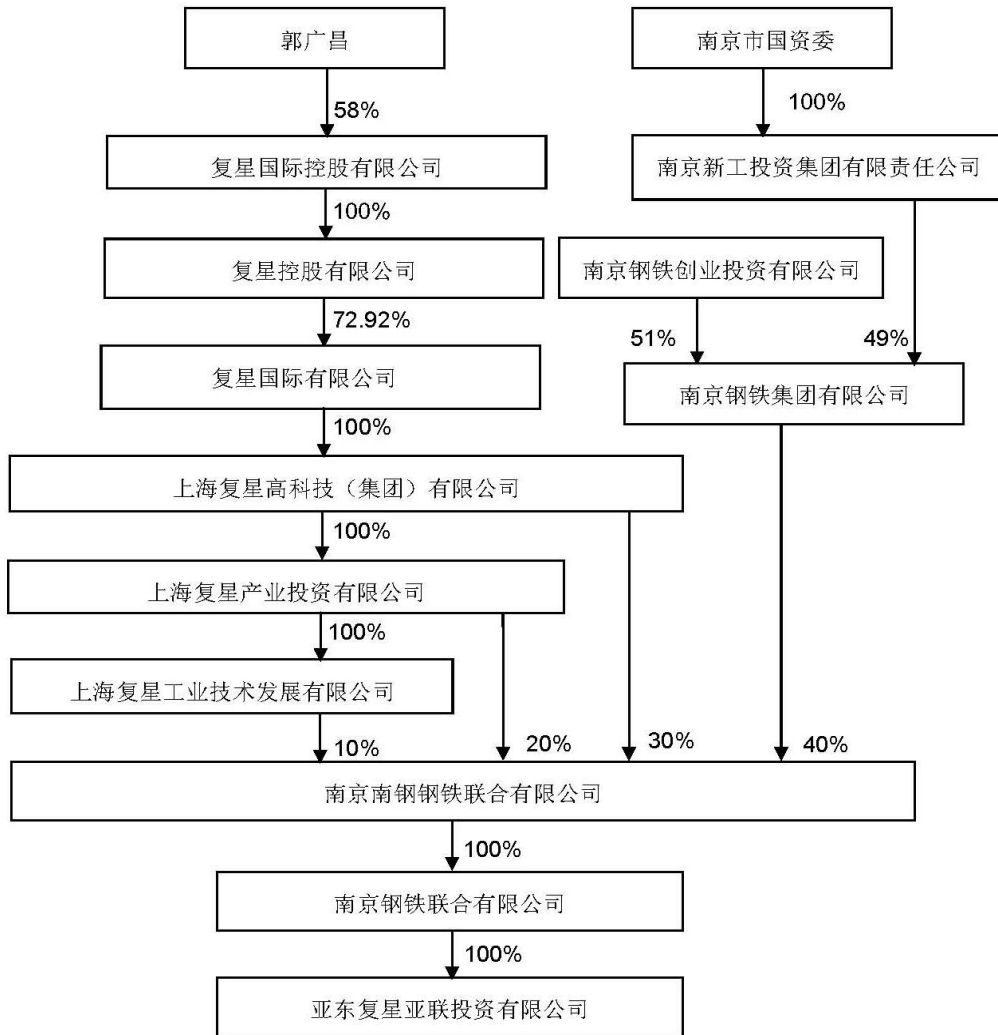 郭广昌
南京市国资委
58%
100%
复星国际控股有限公司
南京新工投资集团有限责任公司
100%
复星控股有限公司
南京钢铁创业投资有限公司
72.92%
51%
49%
复星国际有限公司
南京钢铁集团有限公司
100%
上海复星高科技（集团）有限公司
100%
上海复星产业投资有限公司
100%
上海复星工业技术发展有限公司
10%
20%
30%
40%
南京南钢钢铁联合有限公司
100%
南京钢铁联合有限公司
100%
亚东复星亚联投资有限公司